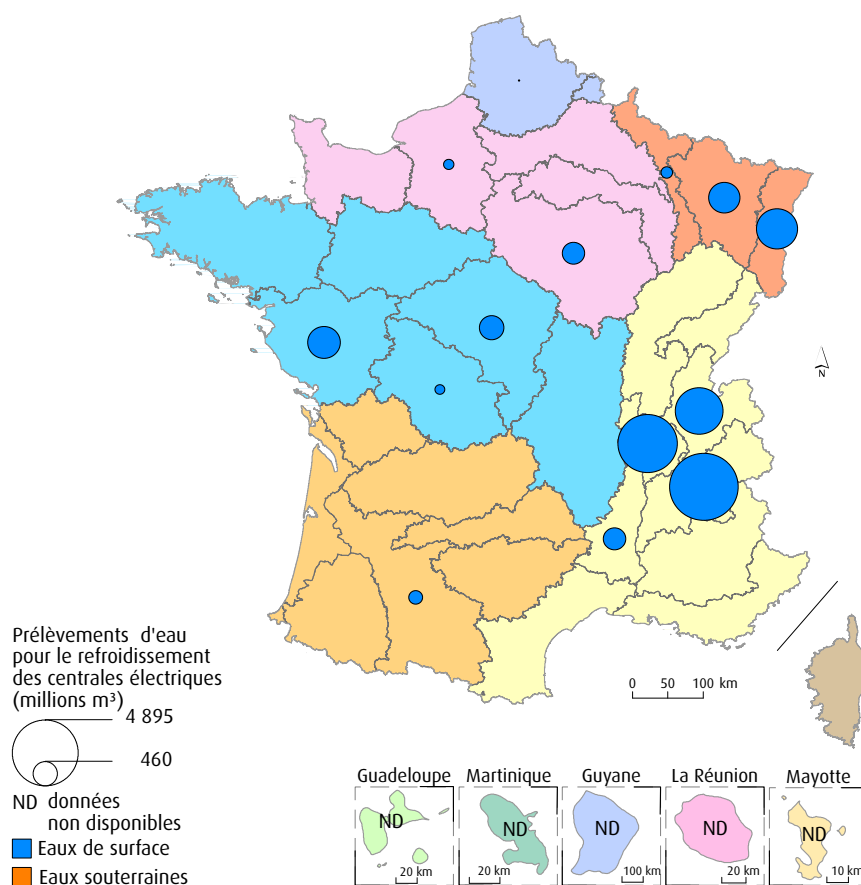 N
Prélèvements d'eau
pour le refroidissement
des centrales électriques
(millions m³)
4 895
460
ND données
non disponibles
Eaux de surface
Eaux souterraines
0 50 100 km
Guadeloupe
ND
20 km
Martinique
ND
20 km
Guyane
ND
100 km
La Réunion
ND
20 km
Mayotte
ND
10 km